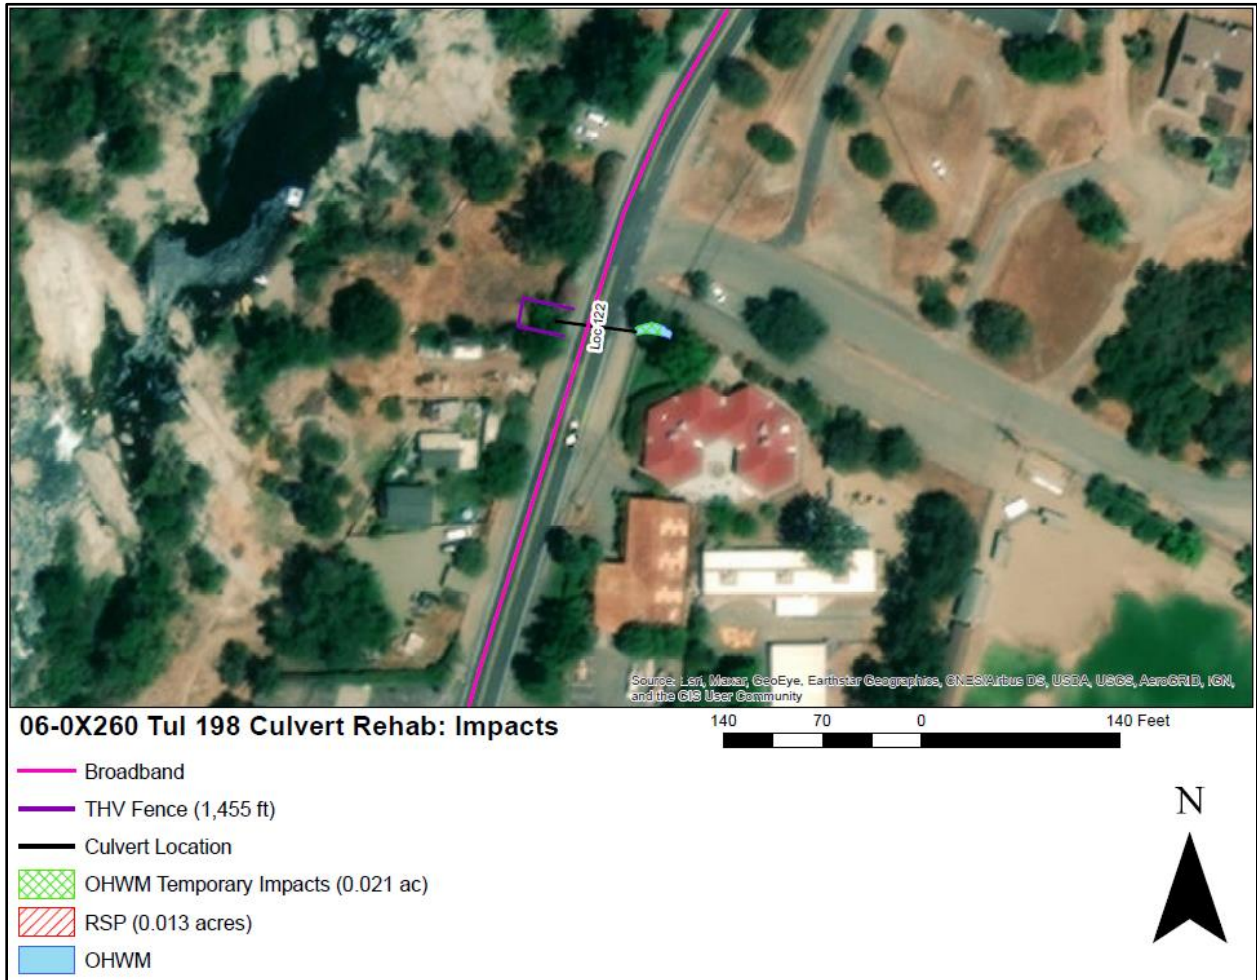 Loc 122
Source: Esri, Maxar, GeoEye, Earthstar Geographics, CNES/Airbus DS, USDA, USGS, AeroGRID, IGN,
and the GIS User Community
06-0X260 Tul 198 Culvert Rehab: Impacts
140 70 0 140 Feet
Broadband
THV Fence (1,455 ft)
Culvert Location
OHWM Temporary Impacts (0.021 ac)
RSP (0.013 acres)
OHWM
N